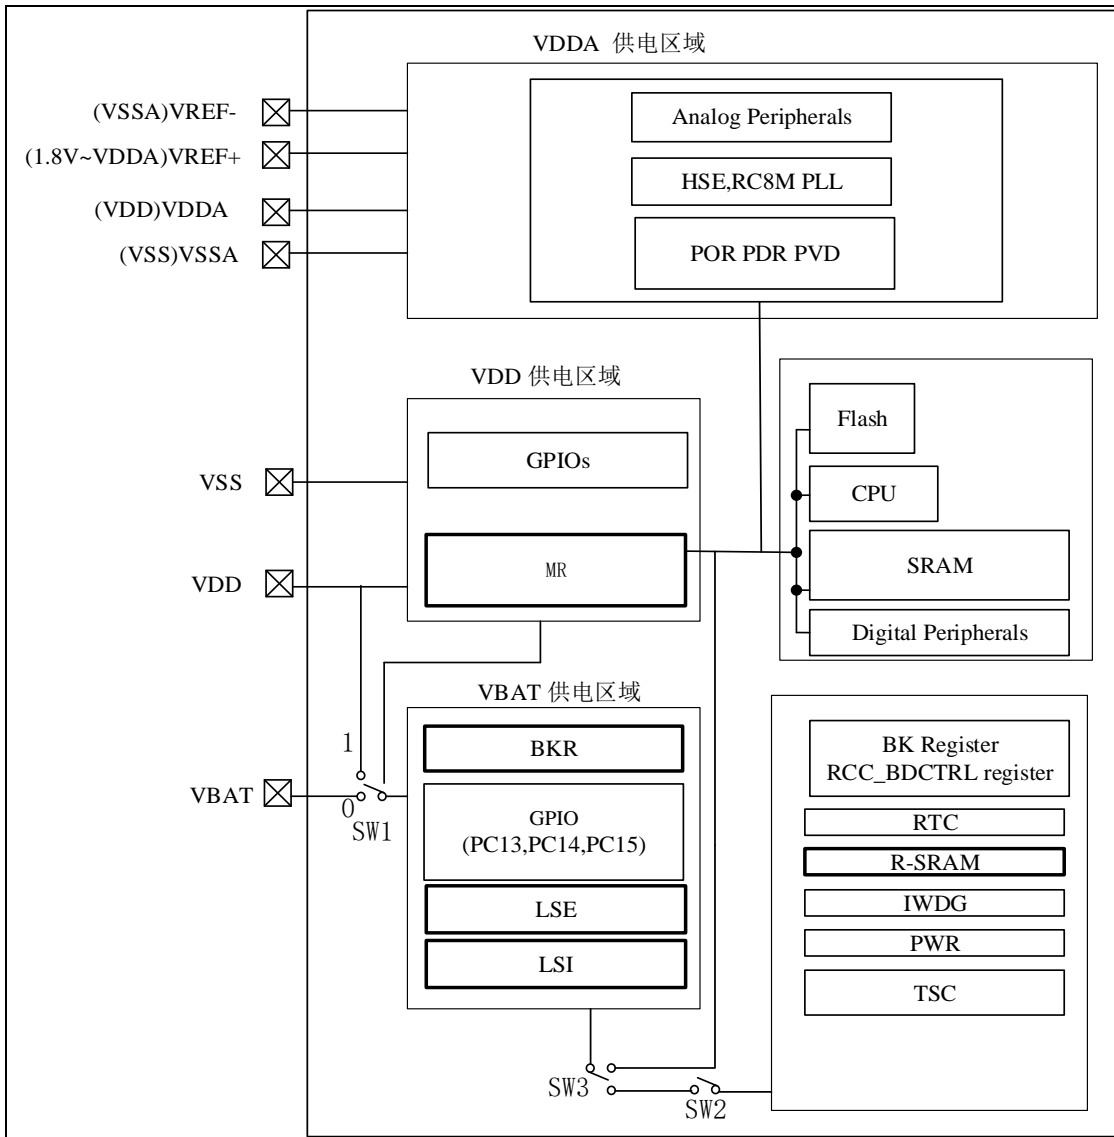 VDDA 供电区域
(VSSA)VREF-
(1.8V~VDDA)VREF+
(VDD)VDDA
(VSS)VSSA
Analog Peripherals
HSE,RC8M PLL
POR PDR PVD
VDD 供电区域
VSS
VDD
GPIOs
MR
Flash
CPU
SRAM
Digital Peripherals
VBAT 供电区域
1
VBAT
0
SW1
BKR
GPIO
(PC13,PC14,PC15)
LSE
LSI
BK Register
RCC_BDCTRL register
RTC
R-SRAM
IWDG
PWR
TSC
SW3
SW2